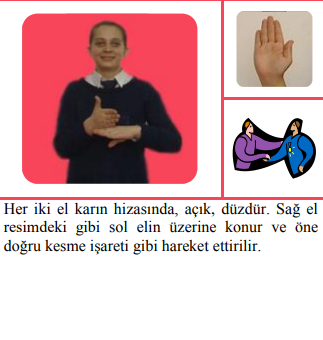 Her iki el karın hizasında, açık, düzdür. Sağ el
resimdeki gibi sol elin üzerine konur ve öne
doğru kesme işareti gibi hareket ettirilir.